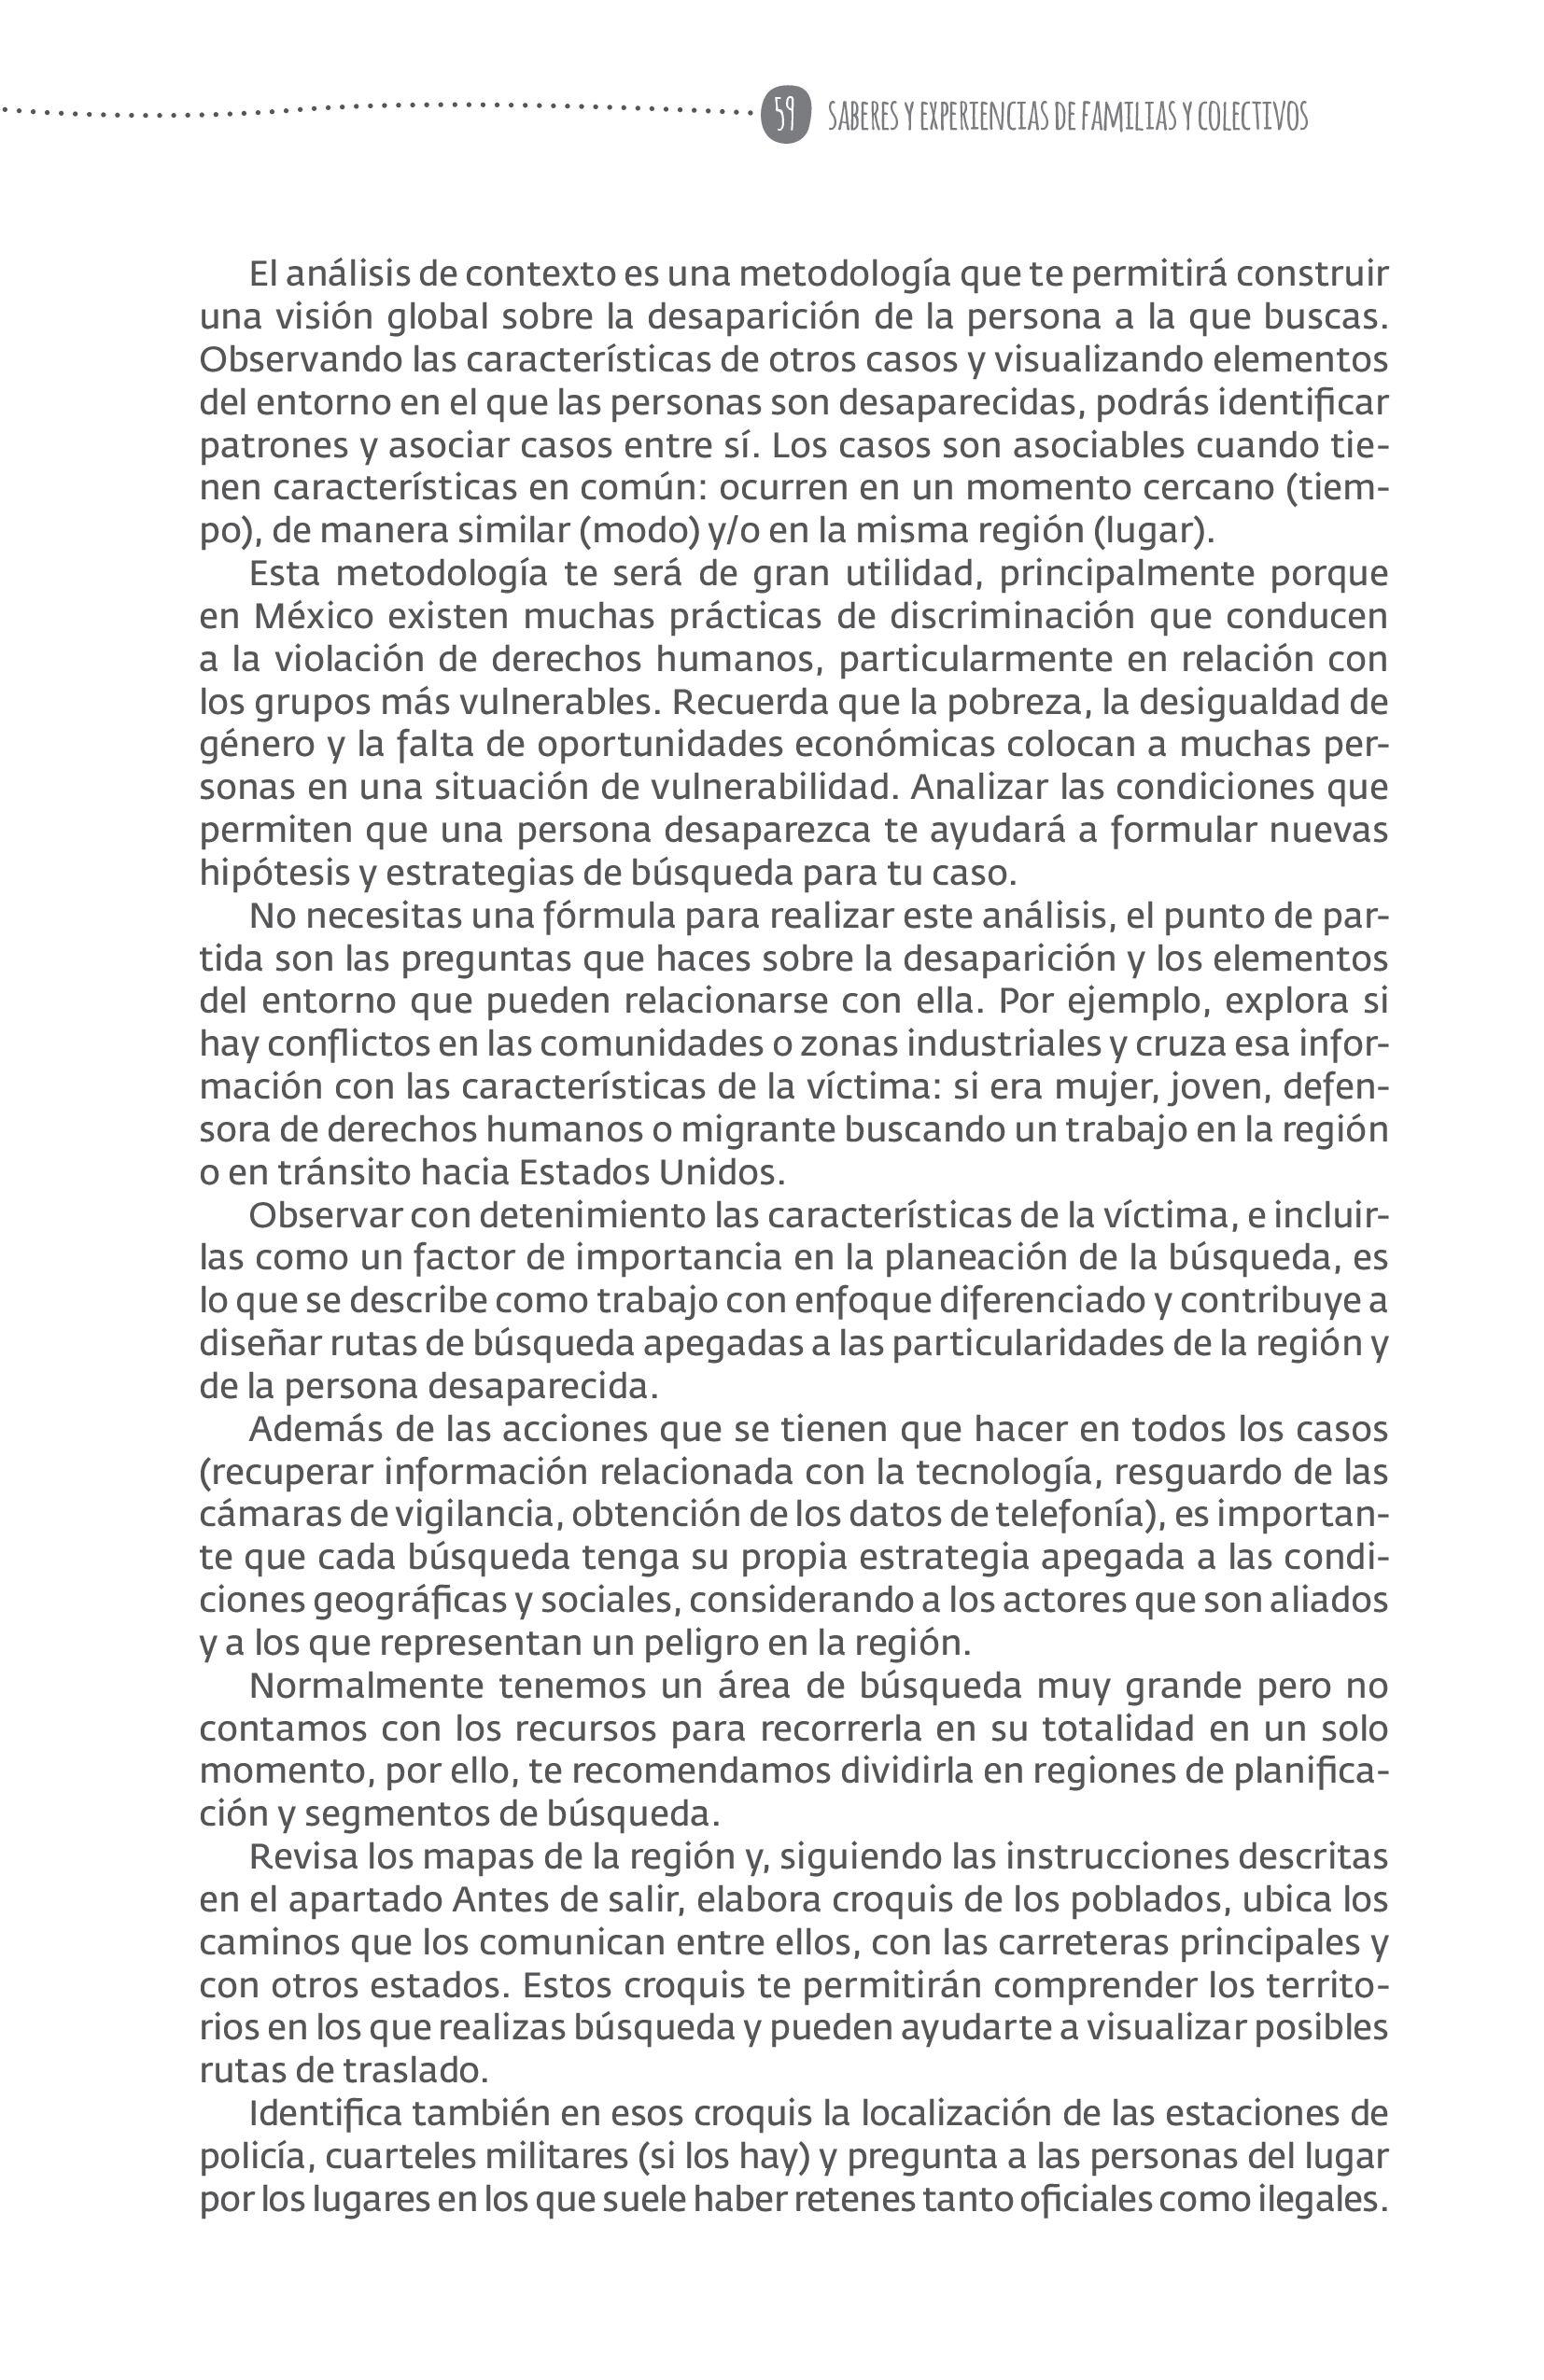 59 SABERES Y EXPERIENCIAS DE FAMILIAS Y COLECTIVOS
El análisis de contexto es una metodología que te permitirá construir
una visión global sobre la desaparición de la persona a la que buscas.
Observando las características de otros casos y visualizando elementos
del entorno en el que las personas son desaparecidas, podrás identificar
patrones y asociar casos entre sí. Los casos son asociables cuando tie-
nen características en común: ocurren en un momento cercano (tiem-
po), de manera similar (modo) y/o en la misma región (lugar).
Esta metodología te será de gran utilidad, principalmente porque
en México existen muchas prácticas de discriminación que conducen
a la violación de derechos humanos, particularmente en relación con
los grupos más vulnerables. Recuerda que la pobreza, la desigualdad de
género y la falta de oportunidades económicas colocan a muchas per-
sonas en una situación de vulnerabilidad. Analizar las condiciones que
permiten que una persona desaparezca te ayudará a formular nuevas
hipótesis y estrategias de búsqueda para tu caso.
No necesitas una fórmula para realizar este análisis, el punto de par-
tida son las preguntas que haces sobre la desaparición y los elementos
del entorno que pueden relacionarse con ella. Por ejemplo, explora si
hay conflictos en las comunidades o zonas industriales y cruza esa infor-
mación con las características de la víctima: si era mujer, joven, defen-
sora de derechos humanos o migrante buscando un trabajo en la región
o en tránsito hacia Estados Unidos.
Observar con detenimiento las características de la víctima, e incluir-
las como un factor de importancia en la planeación de la búsqueda, es
lo que se describe como trabajo con enfoque diferenciado y contribuye a
diseñar rutas de búsqueda apegadas a las particularidades de la región y
de la persona desaparecida.
Además de las acciones que se tienen que hacer en todos los casos
(recuperar información relacionada con la tecnología, resguardo de las
cámaras de vigilancia, obtención de los datos de telefonía), es importan-
te que cada búsqueda tenga su propia estrategia apegada a las condi-
ciones geográficas y sociales, considerando a los actores que son aliados
y a los que representan un peligro en la región.
Normalmente tenemos un área de búsqueda muy grande pero no
contamos con los recursos para recorrerla en su totalidad en un solo
momento, por ello, te recomendamos dividirla en regiones de planifica-
ción y segmentos de búsqueda.
Revisa los mapas de la región y, siguiendo las instrucciones descritas
en el apartado Antes de salir, elabora croquis de los poblados, ubica los
caminos que los comunican entre ellos, con las carreteras principales y
con otros estados. Estos croquis te permitirán comprender los territo-
rios en los que realizas búsqueda y pueden ayudarte a visualizar posibles
rutas de traslado.
Identifica también en esos croquis la localización de las estaciones de
policía, cuarteles militares (si los hay) y pregunta a las personas del lugar
por los lugares en los que suele haber retenes tanto oficiales como ilegales.